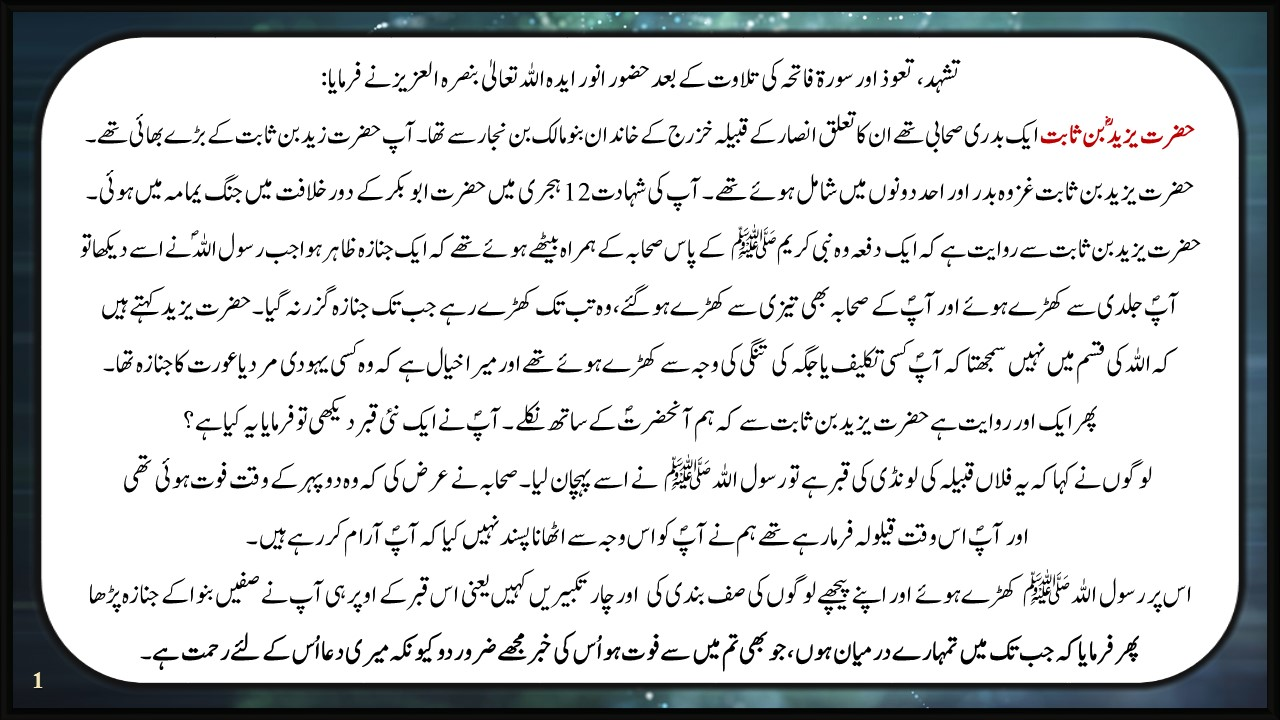 تشہد، تعوذ اور سورۃ فاتحہ کی تلاوت کے بعد حضور انور ایدہ اللہ تعالیٰ بنصرہ العزیز نے فرمایا:
حضرت یزیدؓ بن ثابت ایک بدری صحابی تھے ان کا تعلق انصار کے قبیلہ خزرج کے خاندان بنو مالک بن نجار سے تھا۔ آپ حضرت زید بن ثابت کے بڑے بھائی تھے۔
حضرت یزید بن ثابت غزوہ بدر اور احد دونوں میں شامل ہوئے تھے۔ آپ کی شہادت 12 ہجری میں حضرت ابو بکر کے دور خلافت میں جنگ یمامہ میں ہوئی۔
حضرت یزید بن ثابت سے روایت ہے کہ ایک دفعہ وہ نبی کریم ﷺ کے پاس صحابہ کے ہمراہ بیٹھے ہوئے تھے کہ ایک جنازہ ظاہر ہوا جب رسول اللہؐ نے اسے دیکھا تو
آپؐ جلدی سے کھڑے ہوئے اور آپؐ کے صحابہ بھی تیزی سے کھڑے ہو گئے، وہ تب تک کھڑے رہے جب تک جنازہ گزر نہ گیا۔ حضرت یزید کہتے ہیں
کہ اللہ کی قسم میں نہیں سمجھتا کہ آپؐ کسی تکلیف یا جگہ کی تنگی کی وجہ سے کھڑے ہوئے تھے اور میرا خیال ہے کہ وہ کسی یہودی مرد یا عورت کا جنازہ تھا۔
پھر ایک اور روایت ہے حضرت یزید بن ثابت سے کہ ہم آنحضرتؐ کے ساتھ نکلے۔ آپؐ نے ایک نئی قبر دیکھی تو فرمایا یہ کیا ہے؟
لوگوں نے کہا کہ یہ فلاں قبیلہ کی لونڈی کی قبر ہے تو رسول اللہ ﷺ نے اسے پہچان لیا۔ صحابہ نے عرض کی کہ وہ دوپہر کے وقت فوت ہوئی تھی
اور آپؐ اس وقت قیلولہ فرما رہے تھے ہم نے آپؐ کو اس وجہ سے اٹھانا پسند نہیں کیا کہ آپؐ آرام کر رہے ہیں۔
اس پر رسول اللہ ﷺ کھڑے ہوئے اور اپنے پیچھے لوگوں کی صف بندی کی اور چار تکبیریں کہیں یعنی اس قبر کے اوپر ہی آپ نے صفیں بنوا کے جنازہ پڑھا
پھر فرمایا کہ جب تک میں تمہارے درمیان ہوں، جو بھی تم میں سے فوت ہو اُس کی خبر مجھے ضرور دو کیونکہ میری دعا اُس کے لئے رحمت ہے۔
1